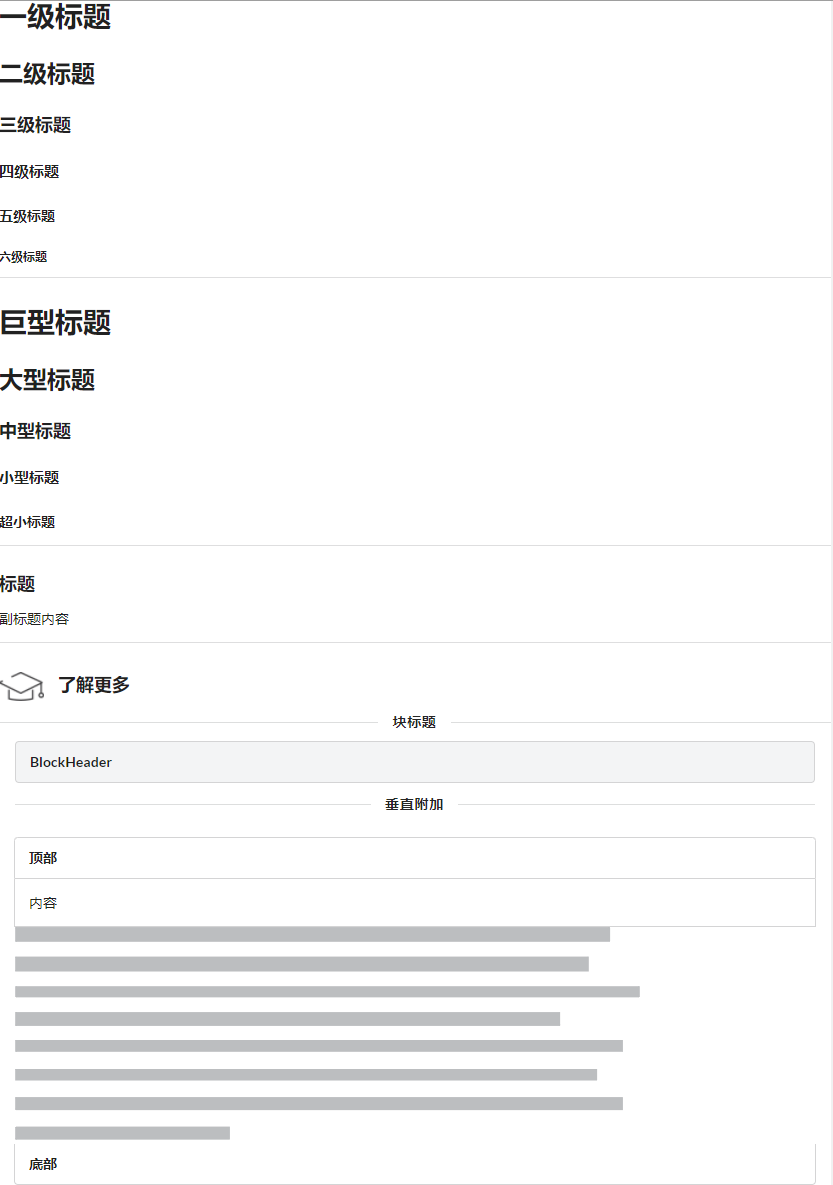 一级标题
二级标题
三级标题
四级标题
五级标题
六级标题
巨型标题
大型标题
中型标题
小型标题
超小标题
标题
副标题内容
了解更多
块标题
BlockHeader
垂直附加
顶部
内容
底部